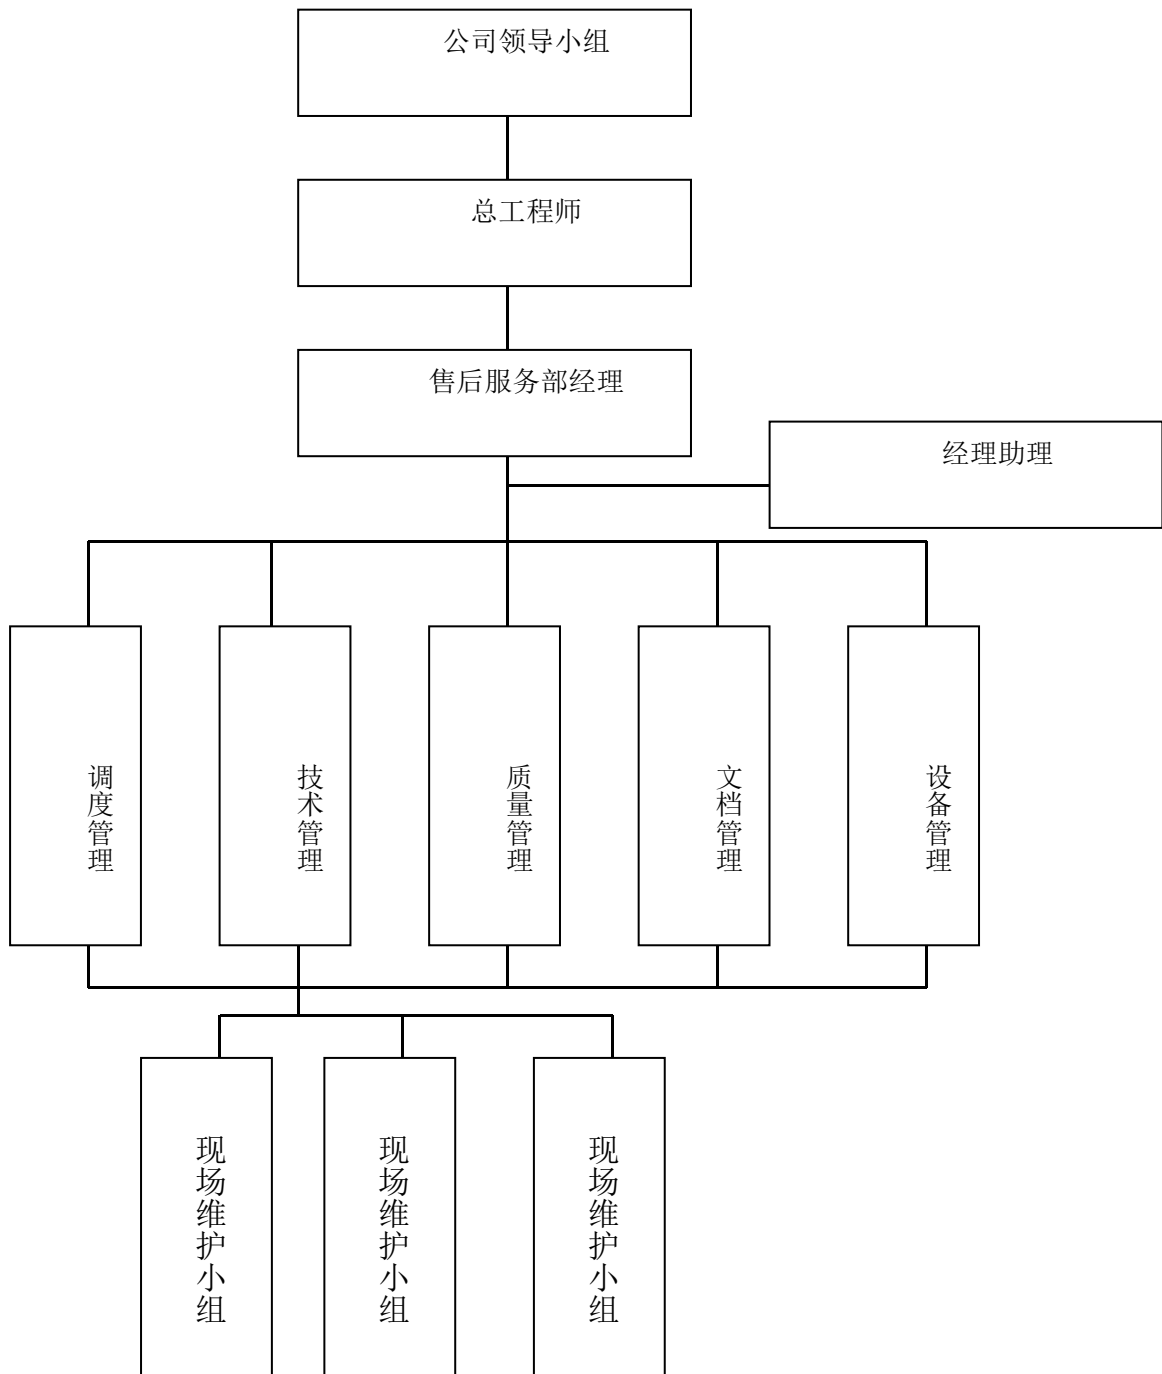 公司领导小组
总工程师
售后服务部经理
经理助理
调度管理
技术管理
质量管理
文档管理
设备管理
现场维护小组
现场维护小组
现场维护小组